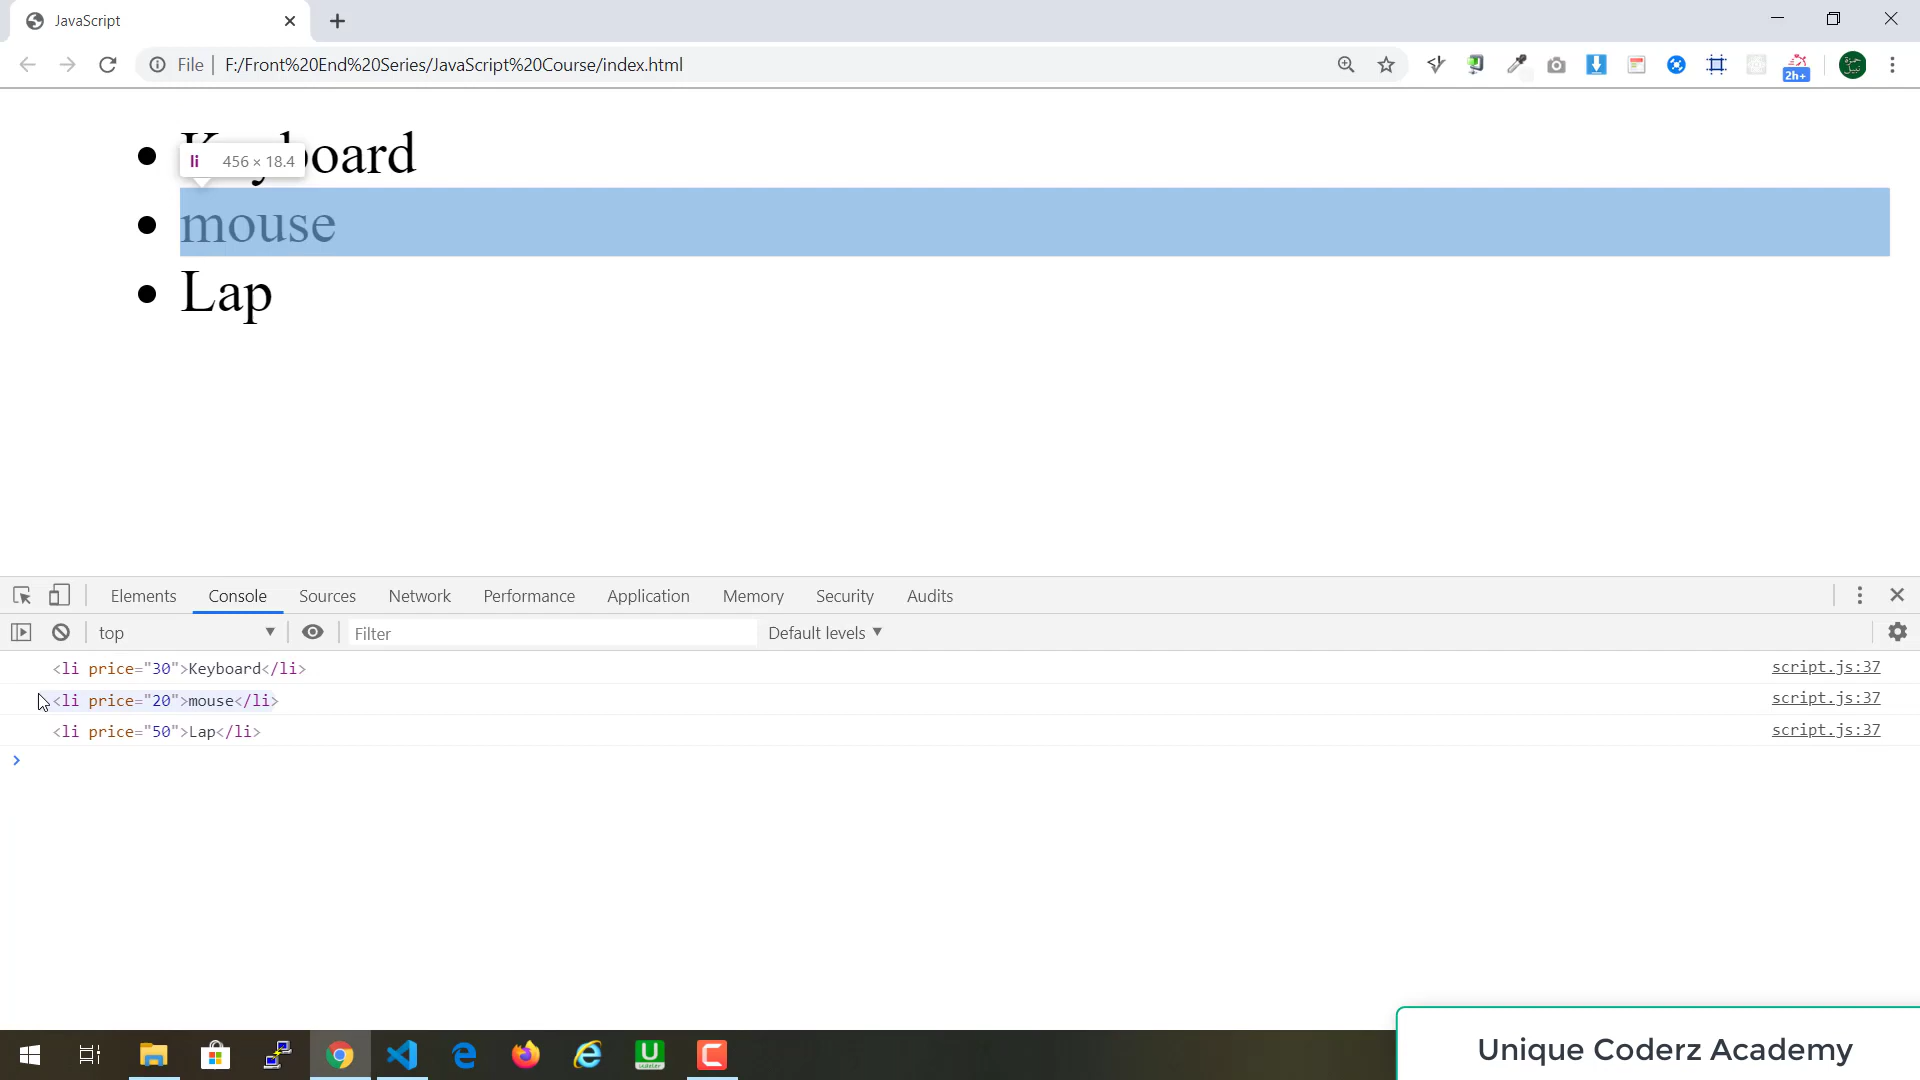 JavaScript
File | F:/Front%20End%20Series/JavaScript%20Course/index.html
2h+
Keyboard
li 456 × 18.4
mouse
Lap
Elements Console Sources Network Performance Application Memory Security Audits
top Filter Default levels
<li price="30">Keyboard</li> script.js:37
<li price="20">mouse</li> script.js:37
<li price="50">Lap</li> script.js:37
Unique Coderz Academy